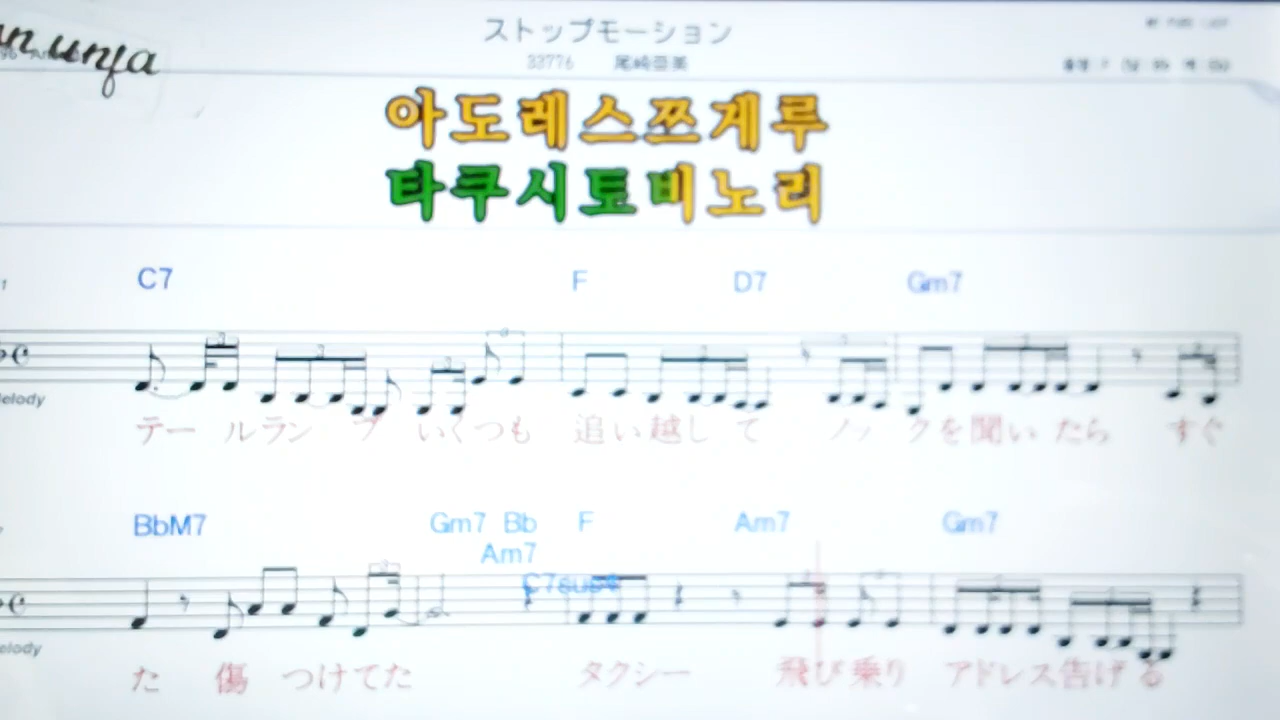 ununja
ストップモーション
33776 尾崎亜美
아도레스쯔게루
타쿠시토비노리
C7 F D7 Gm7
elody
テールランプ いくつも 追い越して ノックを聞いたら すぐ
BbM7 Gm7 Bb F Am7 Gm7
Am7
C7sus4
elody
た 傷つけてた タクシー 飛び乗り アドレス告げる